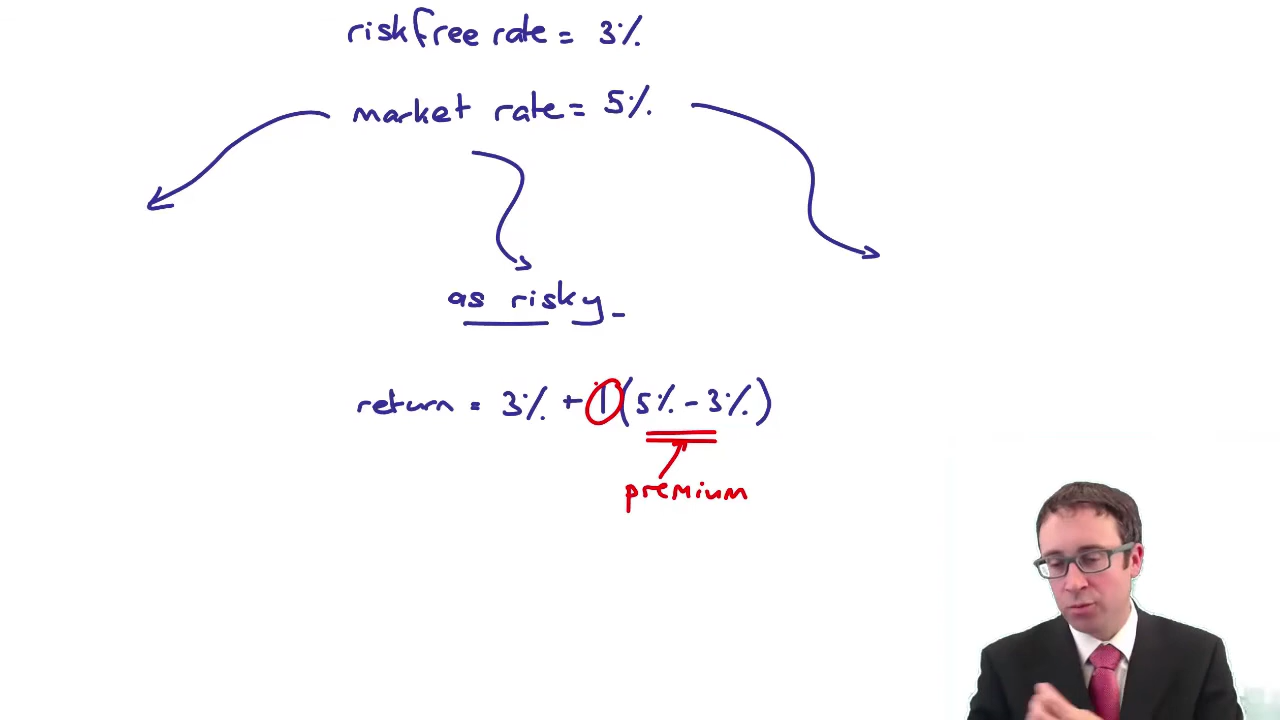 riskfree rate = 3%
market rate = 5%
as risky
return = 3% + 1(5% - 3%)
premium